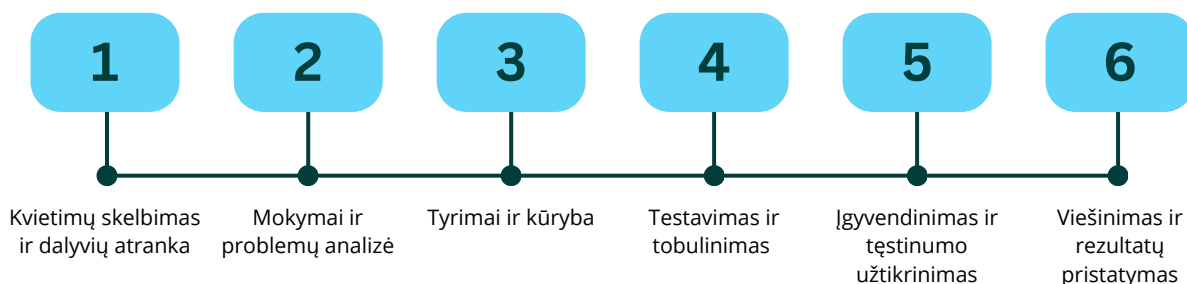 1
2
3
4
5
6
Kvietimų skelbimas
ir dalyvių atranka
Mokymai ir
problemų analizė
Tyrimai ir kūryba
Testavimas ir
tobulinimas
Įgyvendinimas ir
tęstinumo
užtikrinimas
Viešinimas ir
rezultatų
pristatymas